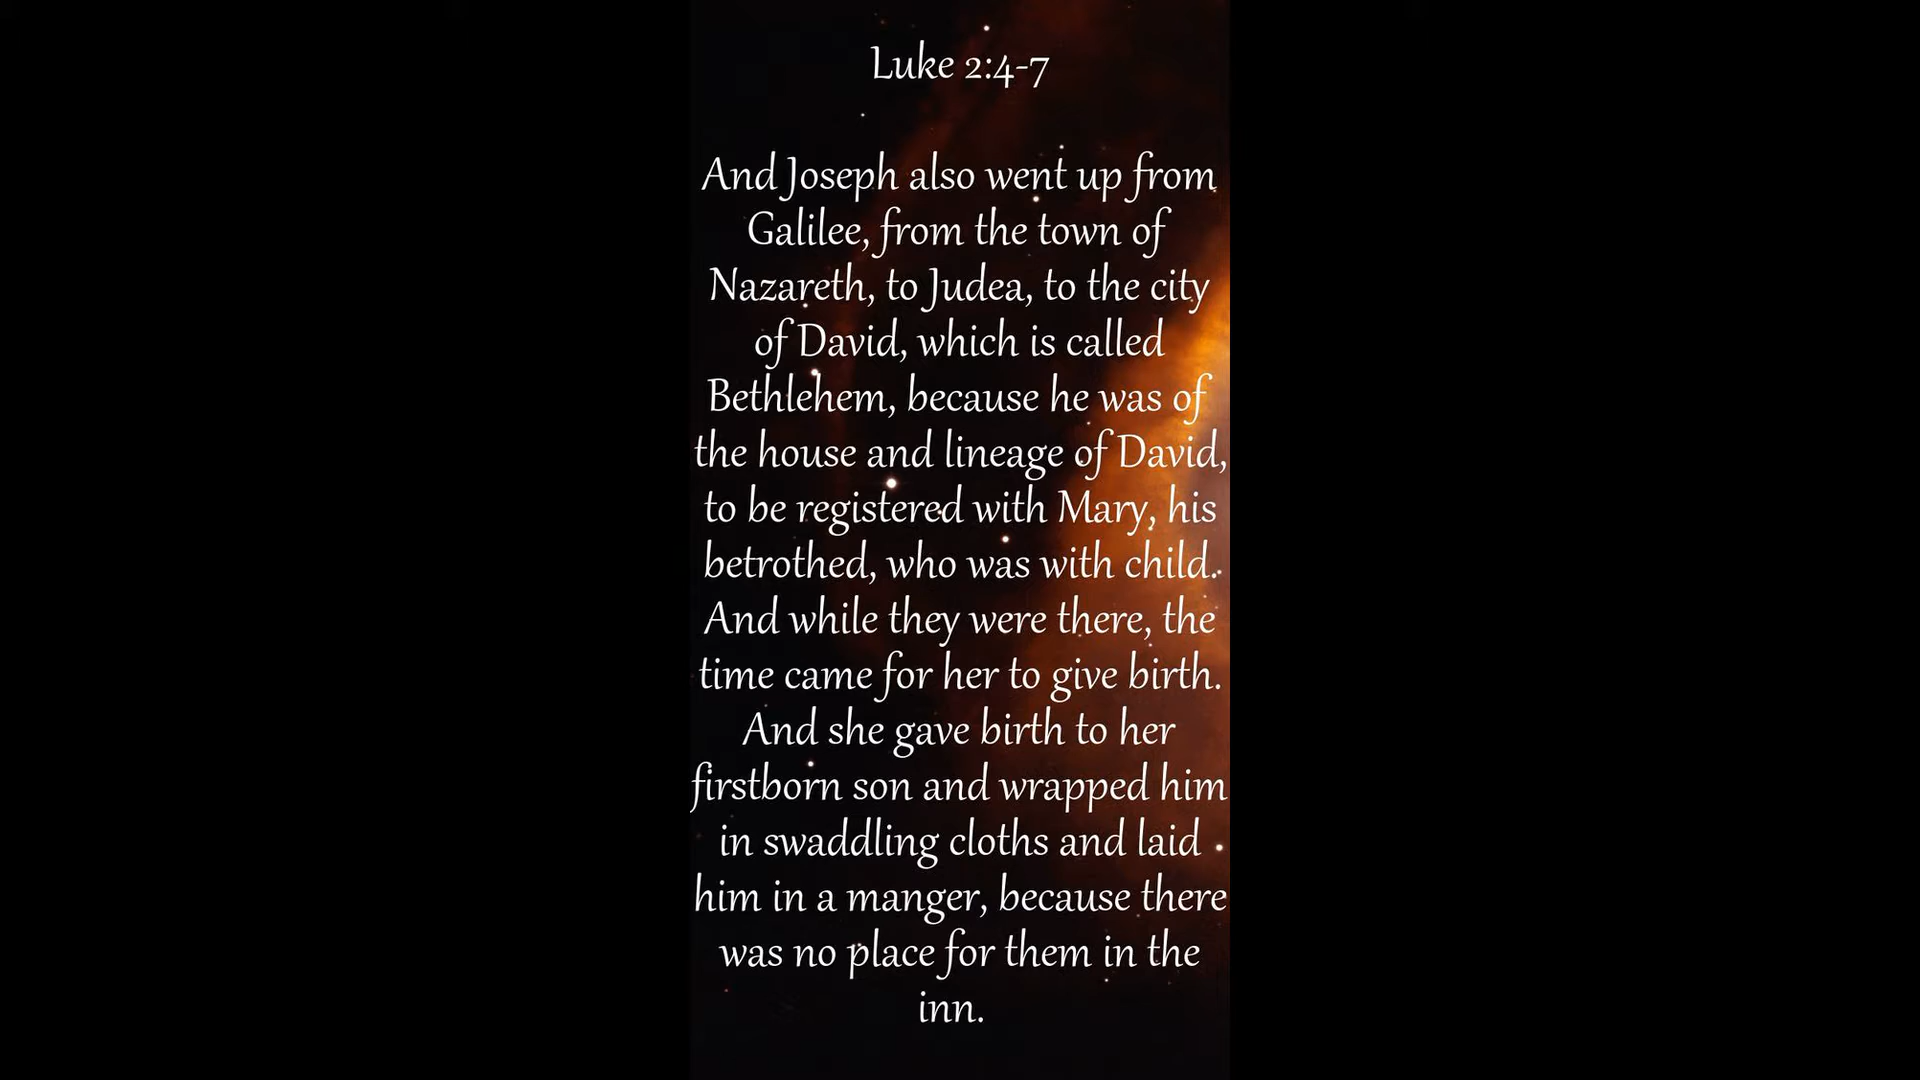 Luke 2:4-7
And Joseph also went up from
Galilee, from the town of
Nazareth, to Judea, to the city
of David, which is called
Bethlehem, because he was of
the house and lineage of David,
to be registered with Mary, his
betrothed, who was with child.
And while they were there, the
time came for her to give birth.
And she gave birth to her
firstborn son and wrapped him
in swaddling cloths and laid
him in a manger, because there
was no place for them in the
inn.